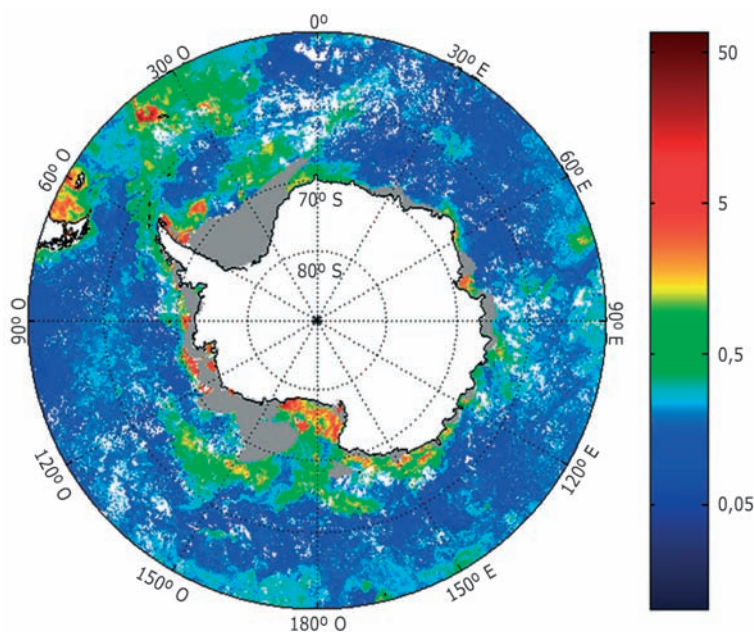 0º
30º O
30º E
50
60º O
60º E
70º S
5
80º S
90º O
90º E
0,5
120º O
120º E
0,05
150º O
150º E
180º O